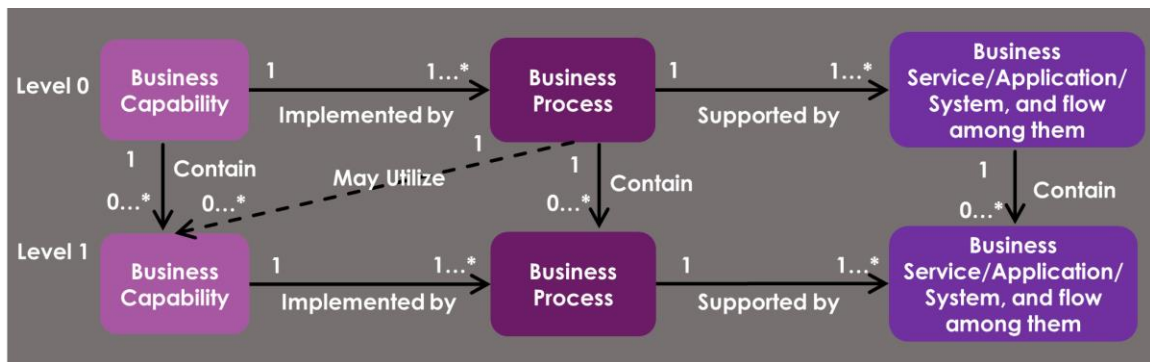 Level 0
Business
Capability
1
1...*
Implemented by
Business
Process
1
1...*
Supported by
Business
Service/Application/
System, and flow
among them
1
Contain
0...*
0...*
May Utilize
1
1
Contain
0...*
1
Contain
0...*
Level 1
Business
Capability
1
1...*
Implemented by
Business
Process
1
1...*
Supported by
Business
Service/Application/
System, and flow
among them